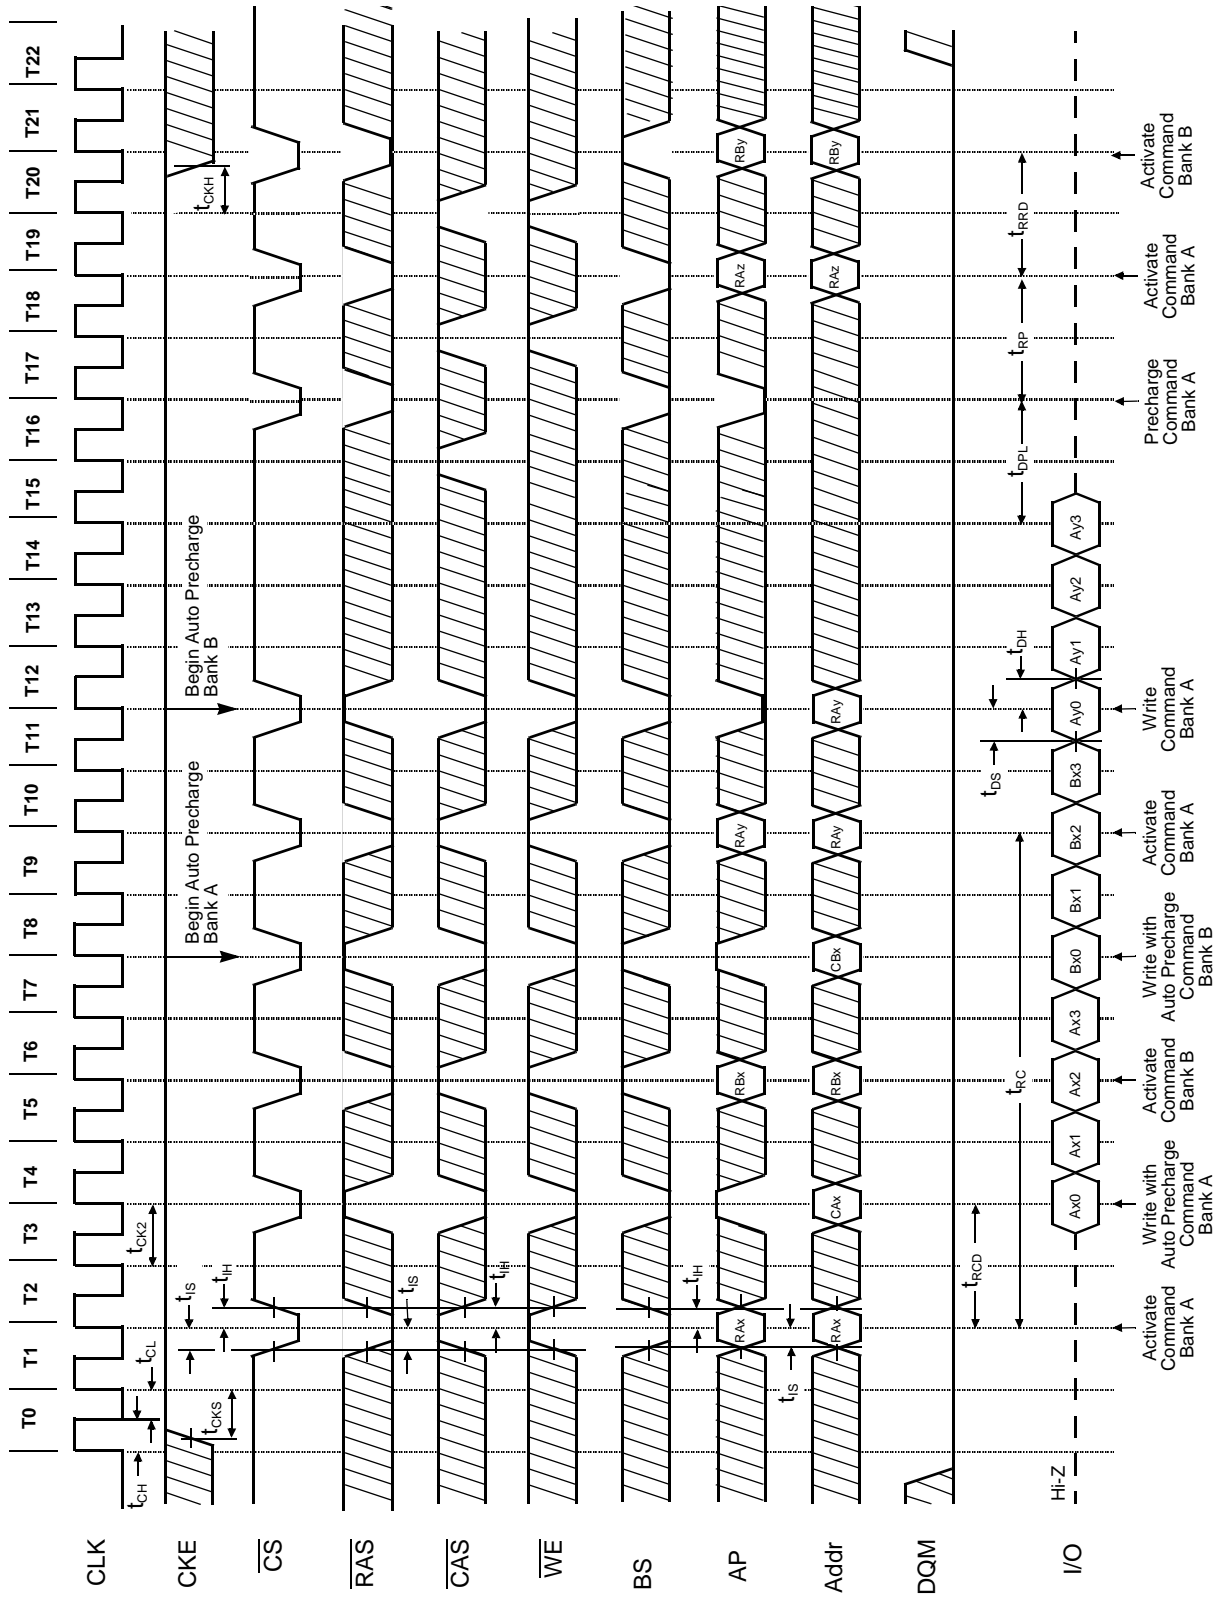 T0 T1 T2 T3 T4 T5 T6 T7 T8 T9 T10 T11 T12 T13 T14 T15 T16 T17 T18 T19 T20 T21 T22
CLK
tCH
tCL
tCK2
CKE
tCKS
tIS
Begin Auto Precharge
Bank A
Begin Auto Precharge
Bank B
tCKH
CS
tIH
RAS
tIS
CAS
tIH
WE
BS
tIH
AP
RAx RBx RAy RAz RBy
tIS
Addr
RAx CAx RBx CBx RAy RAy RAz RBy
DQM
tRCD
tDS
tRC
tDH
tDPL
tRP
tRRD
I/O
Hi-Z
Ax0 Ax1 Ax2 Ax3 Bx0 Bx1 Bx2 Bx3 Ay0 Ay1 Ay2 Ay3
Activate
Command
Bank A
Write with
Auto Precharge
Command
Bank A
Activate
Command
Bank B
Write with
Auto Precharge
Command
Bank B
Activate
Command
Bank A
Write
Command
Bank A
Precharge
Command
Bank A
Activate
Command
Bank A
Activate
Command
Bank B